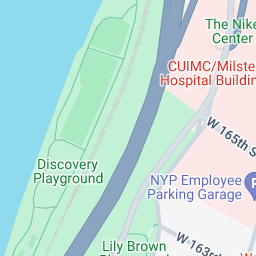 The Nike
Center
CUIMC/Milste
Hospital Buildin
W 165th S
Discovery
Playground
NYP Employee
Parking Garage
P
Lily Brown
W 163r